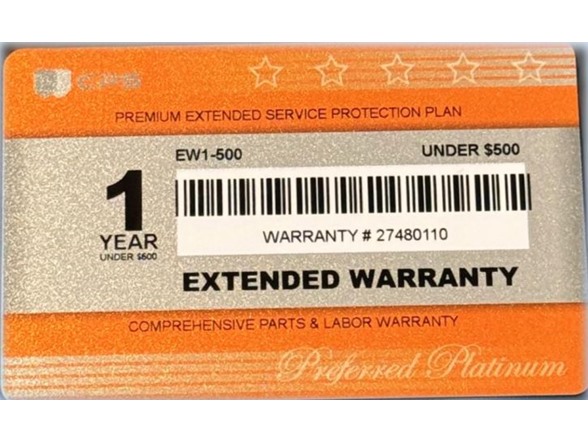 PREMIUM EXTENDED SERVICE PROTECTION PLAN
EW1-500 UNDER $500
1
YEAR
UNDER $500
WARRANTY # 27480110
EXTENDED WARRANTY
COMPREHENSIVE PARTS & LABOR WARRANTY
Preferred Platinum